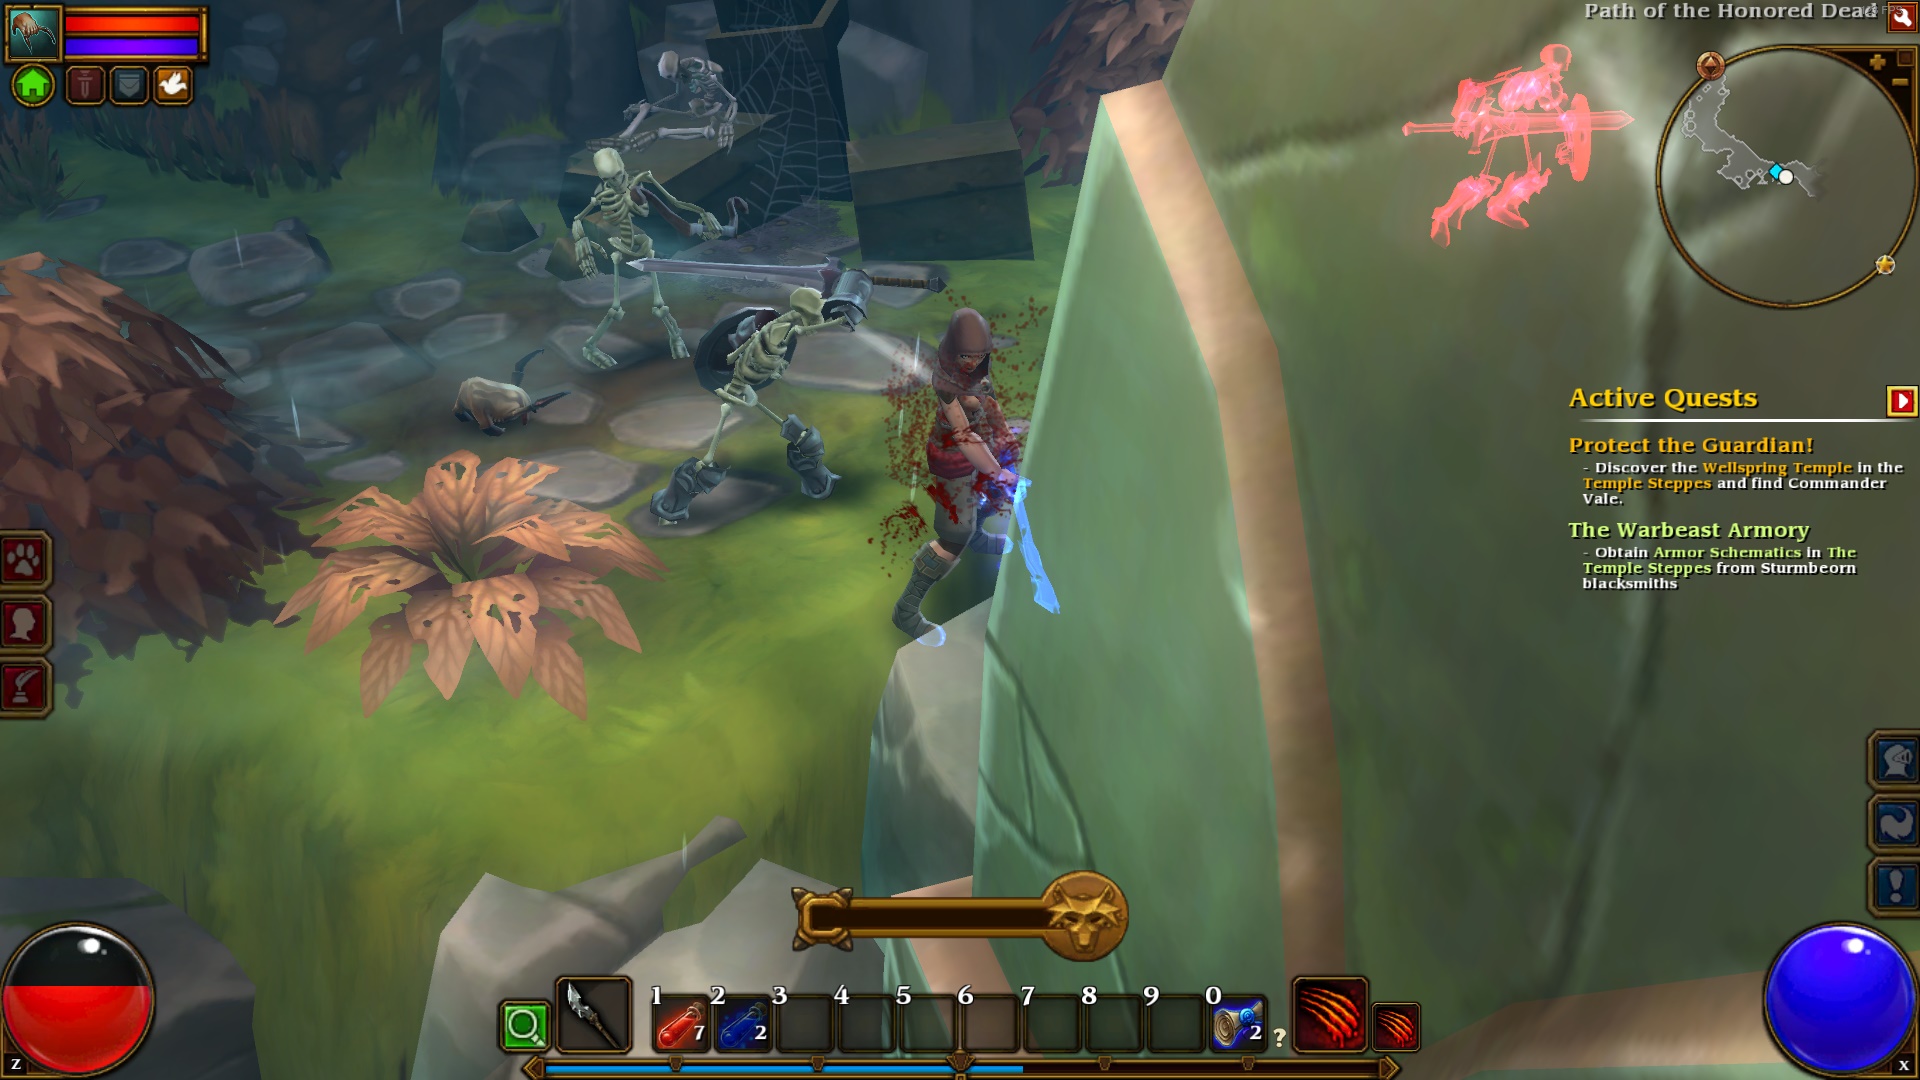 Path of the Honored Dead
Active Quests
Protect the Guardian!
- Discover the Wellspring Temple in the
Temple Steppes and find Commander
Vale.
The Warbeast Armory
- Obtain Armor Schematics in The
Temple Steppes from Sturmbeorn
blacksmiths
1 2 3 4 5 6 7 8 9 0
7 2 2 ?
Z X